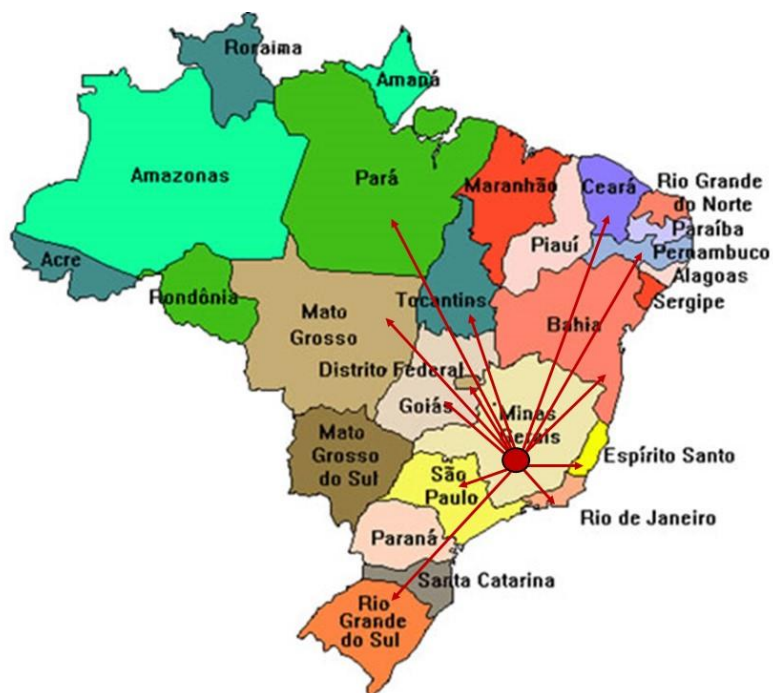 Roraima
Amapá
Amazonas
Pará
Maranhão
Ceará
Rio Grande
do Norte
Paraíba
Piauí
Pernambuco
Acre
Alagoas
Rondônia
Tocantins
Sergipe
Mato
Grosso
Bahia
Distrito Federal
Goiás
Minas
Gerais
Mato
Grosso
do Sul
Espírito Santo
São
Paulo
Rio de Janeiro
Paraná
Santa Catarina
Rio
Grande
do Sul